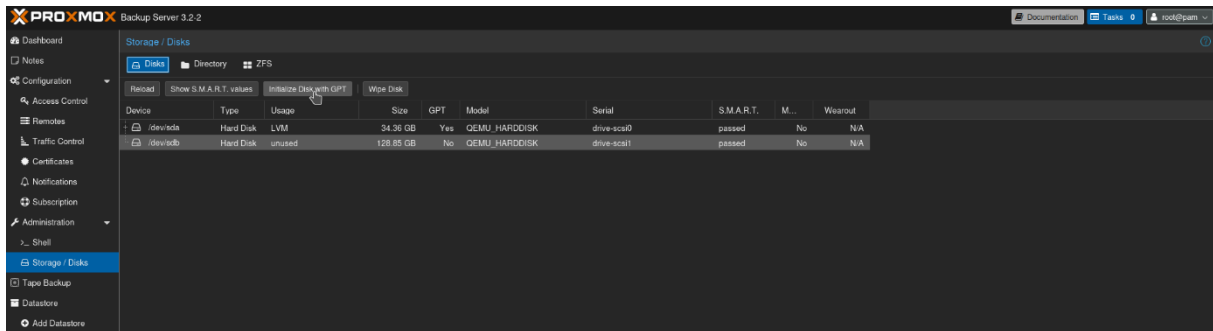 PROXMOX Backup Server 3.2-2 Documentation Tasks 0 root@pam
Dashboard
Notes
Configuration
Access Control
Remotes
Traffic Control
Certificates
Notifications
Subscription
Administration
Shell
Storage / Disks
Tape Backup
Datastore
Add Datastore
Storage / Disks
Disks Directory ZFS
Reload Show S.M.A.R.T. values Initialize Disk with GPT Wipe Disk
Device Type Usage Size GPT Model Serial S.M.A.R.T. M... Wearout
/dev/sda Hard Disk LVM 34.36 GB Yes QEMU_HARDDISK drive-scsi0 passed No N/A
/dev/sdb Hard Disk unused 128.85 GB No QEMU_HARDDISK drive-scsi1 passed No N/A